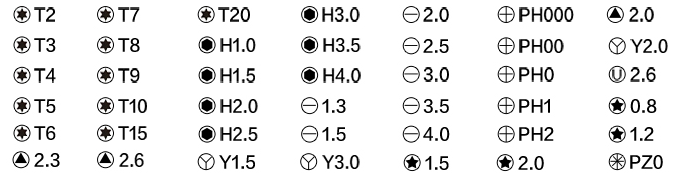 T2 T7 T20 H3.0 2.0 PH000 2.0
T3 T8 H1.0 H3.5 2.5 PH00 Y2.0
T4 T9 H1.5 H4.0 3.0 PH0 2.6
T5 T10 H2.0 1.3 3.5 PH1 0.8
T6 T15 H2.5 1.5 4.0 PH2 1.2
2.3 2.6 Y1.5 Y3.0 1.5 2.0 PZ0